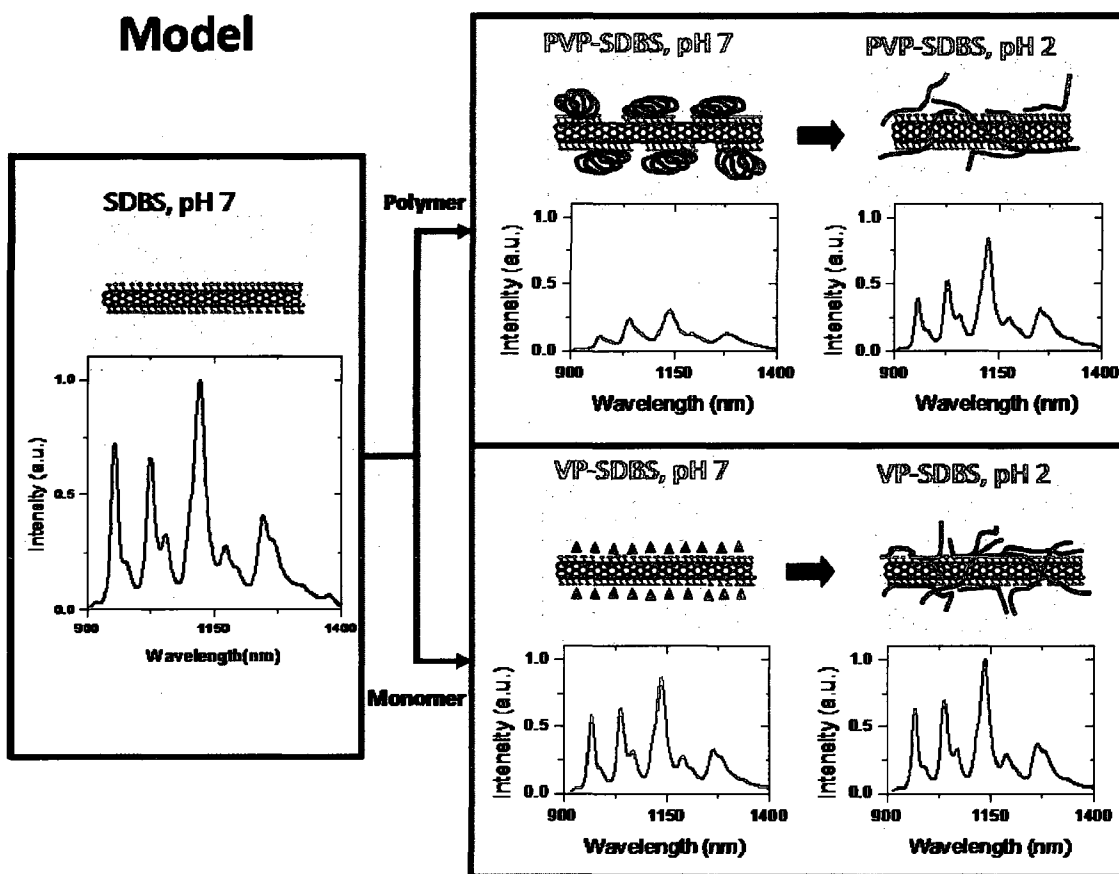 Model
SDBS, pH 7
1.0
0.5
0.0
Intensity (a.u.)
900
1150
1400
Wavelength(nm)
Polymer
Monomer
PVP-SDBS, pH 7
1.0
0.5
0.0
Intensity (a.u.)
900
1150
1400
Wavelength (nm)
PVP-SDBS, pH 2
1.0
0.5
0.0
Intensity (a.u.)
900
1150
1400
Wavelength (nm)
VP-SDBS, pH 7
1.0
0.5
0.0
Intensity (a.u.)
900
1150
1400
Wavelength (nm)
VP-SDBS, pH 2
1.0
0.5
0.0
Intensity (a.u.)
900
1150
1400
Wavelength (nm)